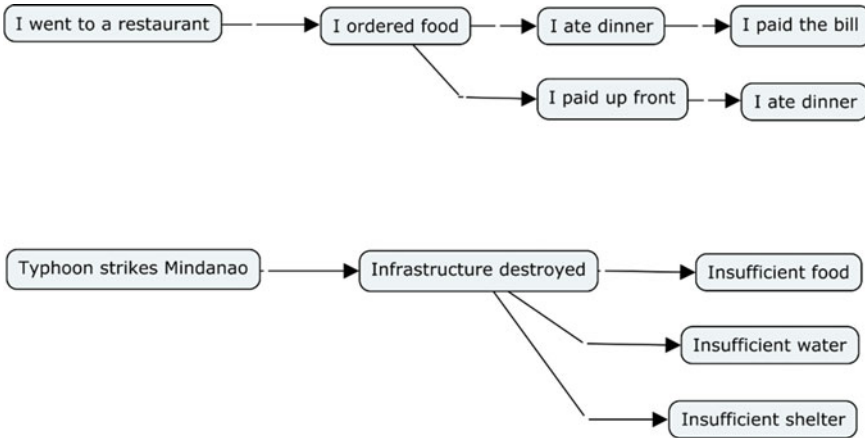 I went to a restaurant
I ordered food
I ate dinner
I paid the bill
I paid up front
I ate dinner
Typhoon strikes Mindanao
Infrastructure destroyed
Insufficient food
Insufficient water
Insufficient shelter